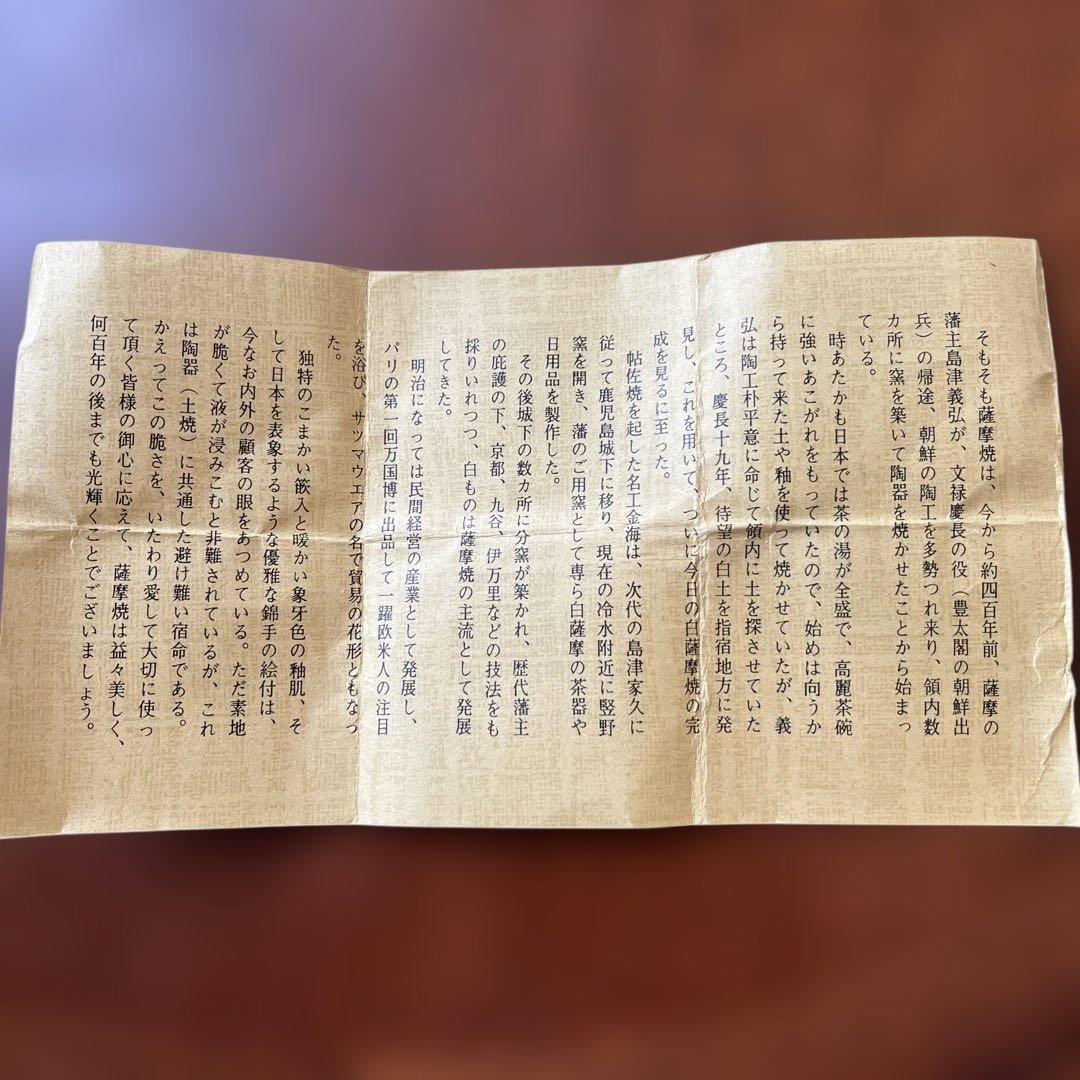 そもそも薩摩焼は、今から約四百年前、薩摩の
藩主島津義弘が、文禄慶長の役（豊太閤の朝鮮出
兵）の帰途、朝鮮の陶工を多勢つれ来り、領内数
カ所に窯を築いて陶器を焼かせたことから始まっ
ている。
時あたかも日本では茶の湯が全盛で、高麗茶碗
に強いあこがれをもっていたので、始めは向うか
ら持って来た土や釉を使って焼かせていたが、義
弘は陶工朴平意に命じて領内に土を探させていた
ところ、慶長十九年、待望の白土を指宿地方に発
見し、これを用いて、ついに今日の白薩摩焼の完
成を見るに至った。
帖佐焼を起した名工金海は、次代の島津家久に
従って鹿児島城下に移り、現在の冷水附近に竪野
窯を開き、藩のご用窯として専ら白薩摩の茶器や
日用品を製作した。
その後城下の数カ所に分窯が築かれ、歴代藩主
の庇護の下、京都、九谷、伊万里などの技法をも
採りいれつつ、白ものは薩摩焼の主流として発展
してきた。
明治になっては民間経営の産業として発展し、
パリの第一回万国博に出品して一躍欧米人の注目
を浴び、サツマウエアの名で貿易の花形ともなっ
た。
独特のこまかい嵌入と暖かい象牙色の釉肌、そ
して日本を表象するような優雅な錦手の絵付は、
今なお内外の顧客の眼をあつめている。ただ素地
が脆くて液が浸みこむと非難されているが、これ
は陶器（土焼）に共通した避け難い宿命である。
かえってこの脆さを、いたわり愛して大切に使っ
て頂く皆様の御心に応えて、薩摩焼は益々美しく、
何百年の後までも光輝くことでございましょう。